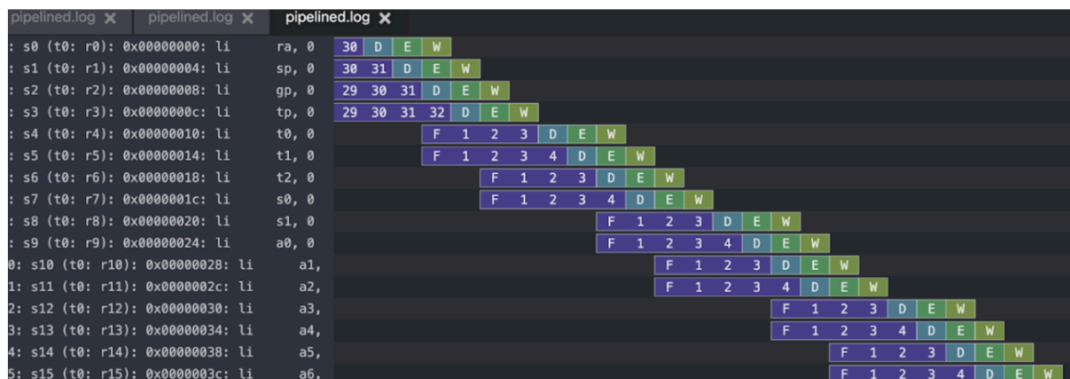 pipelined.log × pipelined.log × pipelined.log ×
: s0 (t0: r0): 0x00000000: li ra, 0 30 D E W
: s1 (t0: r1): 0x00000004: li sp, 0 30 31 D E W
: s2 (t0: r2): 0x00000008: li gp, 0 29 30 31 D E W
: s3 (t0: r3): 0x0000000c: li tp, 0 29 30 31 32 D E W
: s4 (t0: r4): 0x00000010: li t0, 0 F 1 2 3 D E W
: s5 (t0: r5): 0x00000014: li t1, 0 F 1 2 3 4 D E W
: s6 (t0: r6): 0x00000018: li t2, 0 F 1 2 3 D E W
: s7 (t0: r7): 0x0000001c: li s0, 0 F 1 2 3 4 D E W
: s8 (t0: r8): 0x00000020: li s1, 0 F 1 2 3 D E W
: s9 (t0: r9): 0x00000024: li a0, 0 F 1 2 3 4 D E W
0: s10 (t0: r10): 0x00000028: li a1, F 1 2 3 D E W
1: s11 (t0: r11): 0x0000002c: li a2, F 1 2 3 4 D E W
2: s12 (t0: r12): 0x00000030: li a3, F 1 2 3 D E W
3: s13 (t0: r13): 0x00000034: li a4, F 1 2 3 4 D E W
4: s14 (t0: r14): 0x00000038: li a5, F 1 2 3 D E W
5: s15 (t0: r15): 0x0000003c: li a6, F 1 2 3 4 D E W